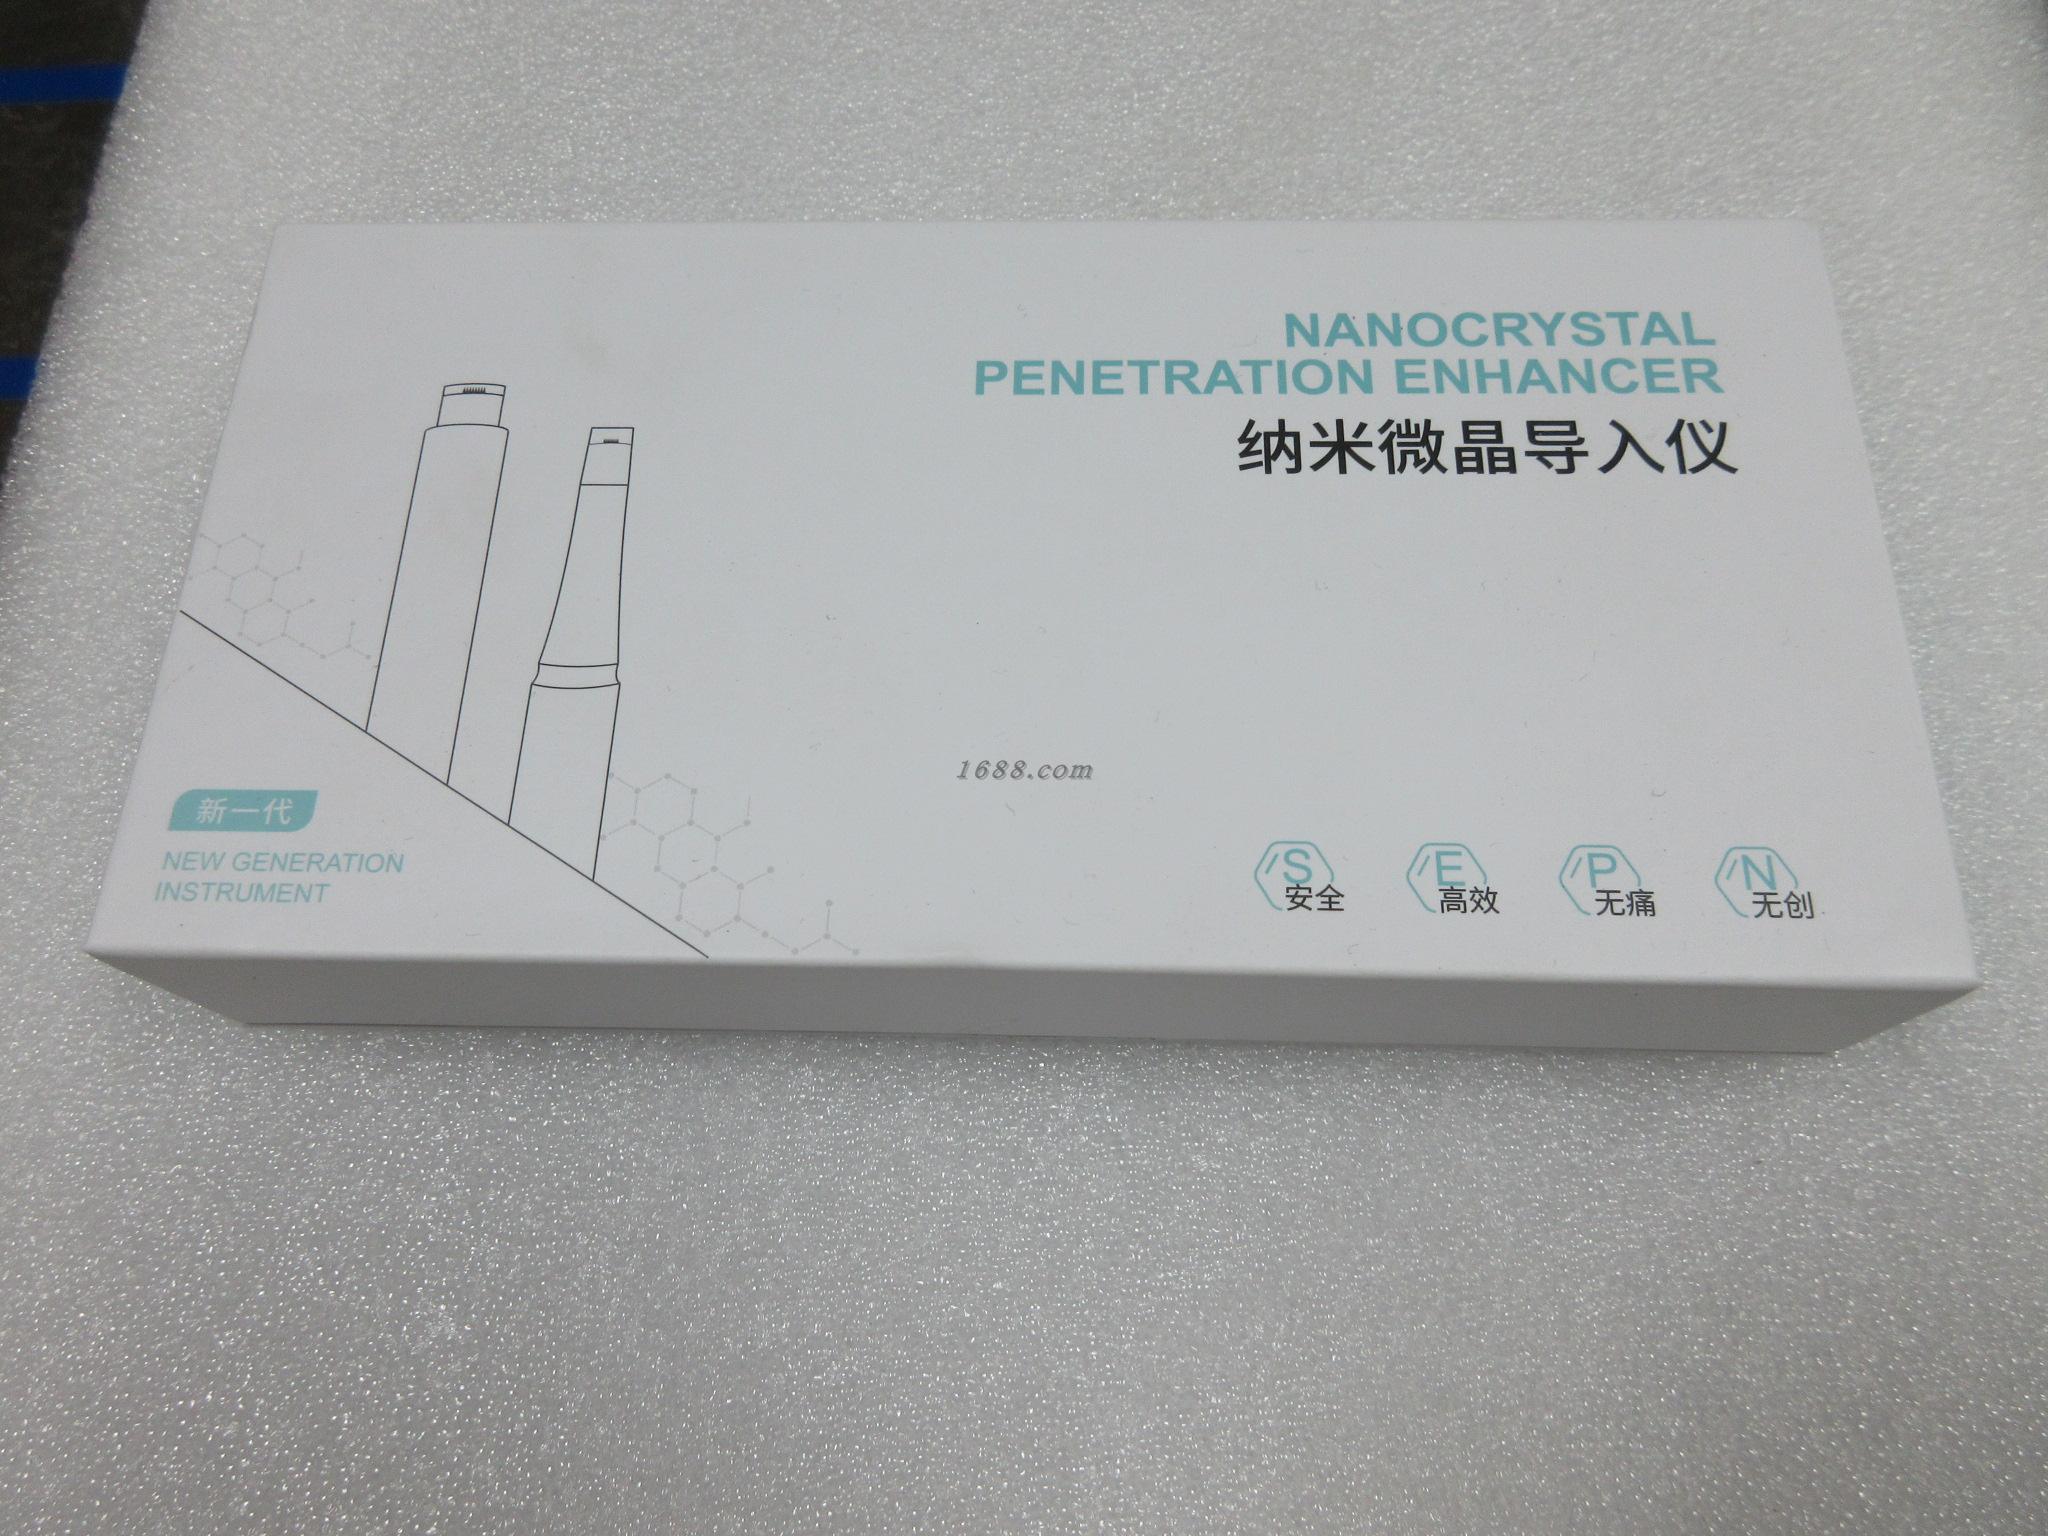 NANOCRYSTAL
PENETRATION ENHANCER
纳米微晶导入仪
1688.com
新一代
NEW GENERATION
INSTRUMENT
S
安全
E
高效
P
无痛
N
无创